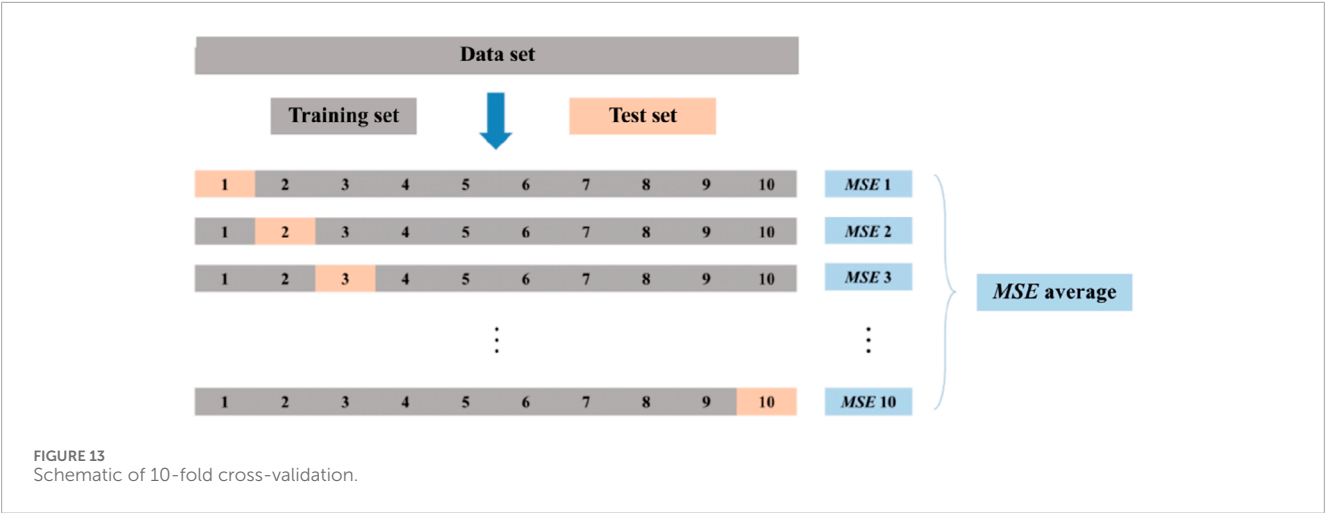 Data set
Training set
Test set
1 2 3 4 5 6 7 8 9 10 MSE 1
1 2 3 4 5 6 7 8 9 10 MSE 2
1 2 3 4 5 6 7 8 9 10 MSE 3
MSE average
⋮ ⋮
1 2 3 4 5 6 7 8 9 10 MSE 10
FIGURE 13
Schematic of 10-fold cross-validation.